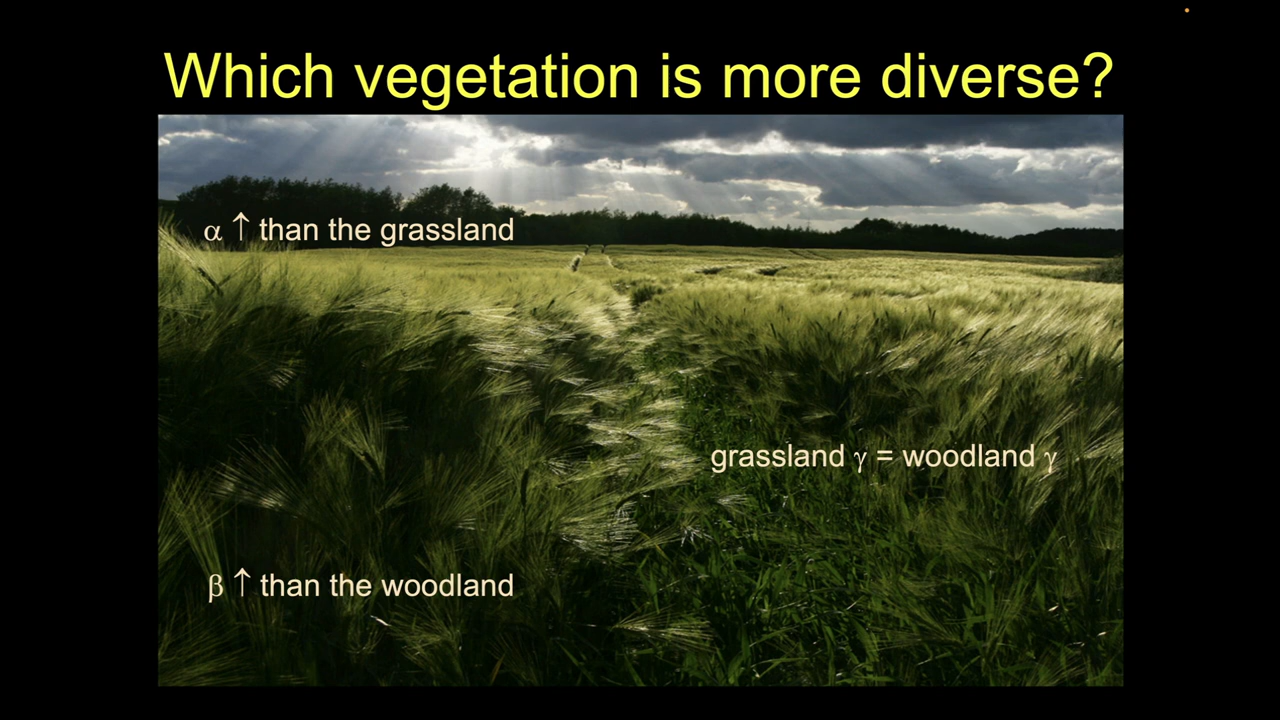 Which vegetation is more diverse?
α ↑ than the grassland
grassland γ = woodland γ
β ↑ than the woodland